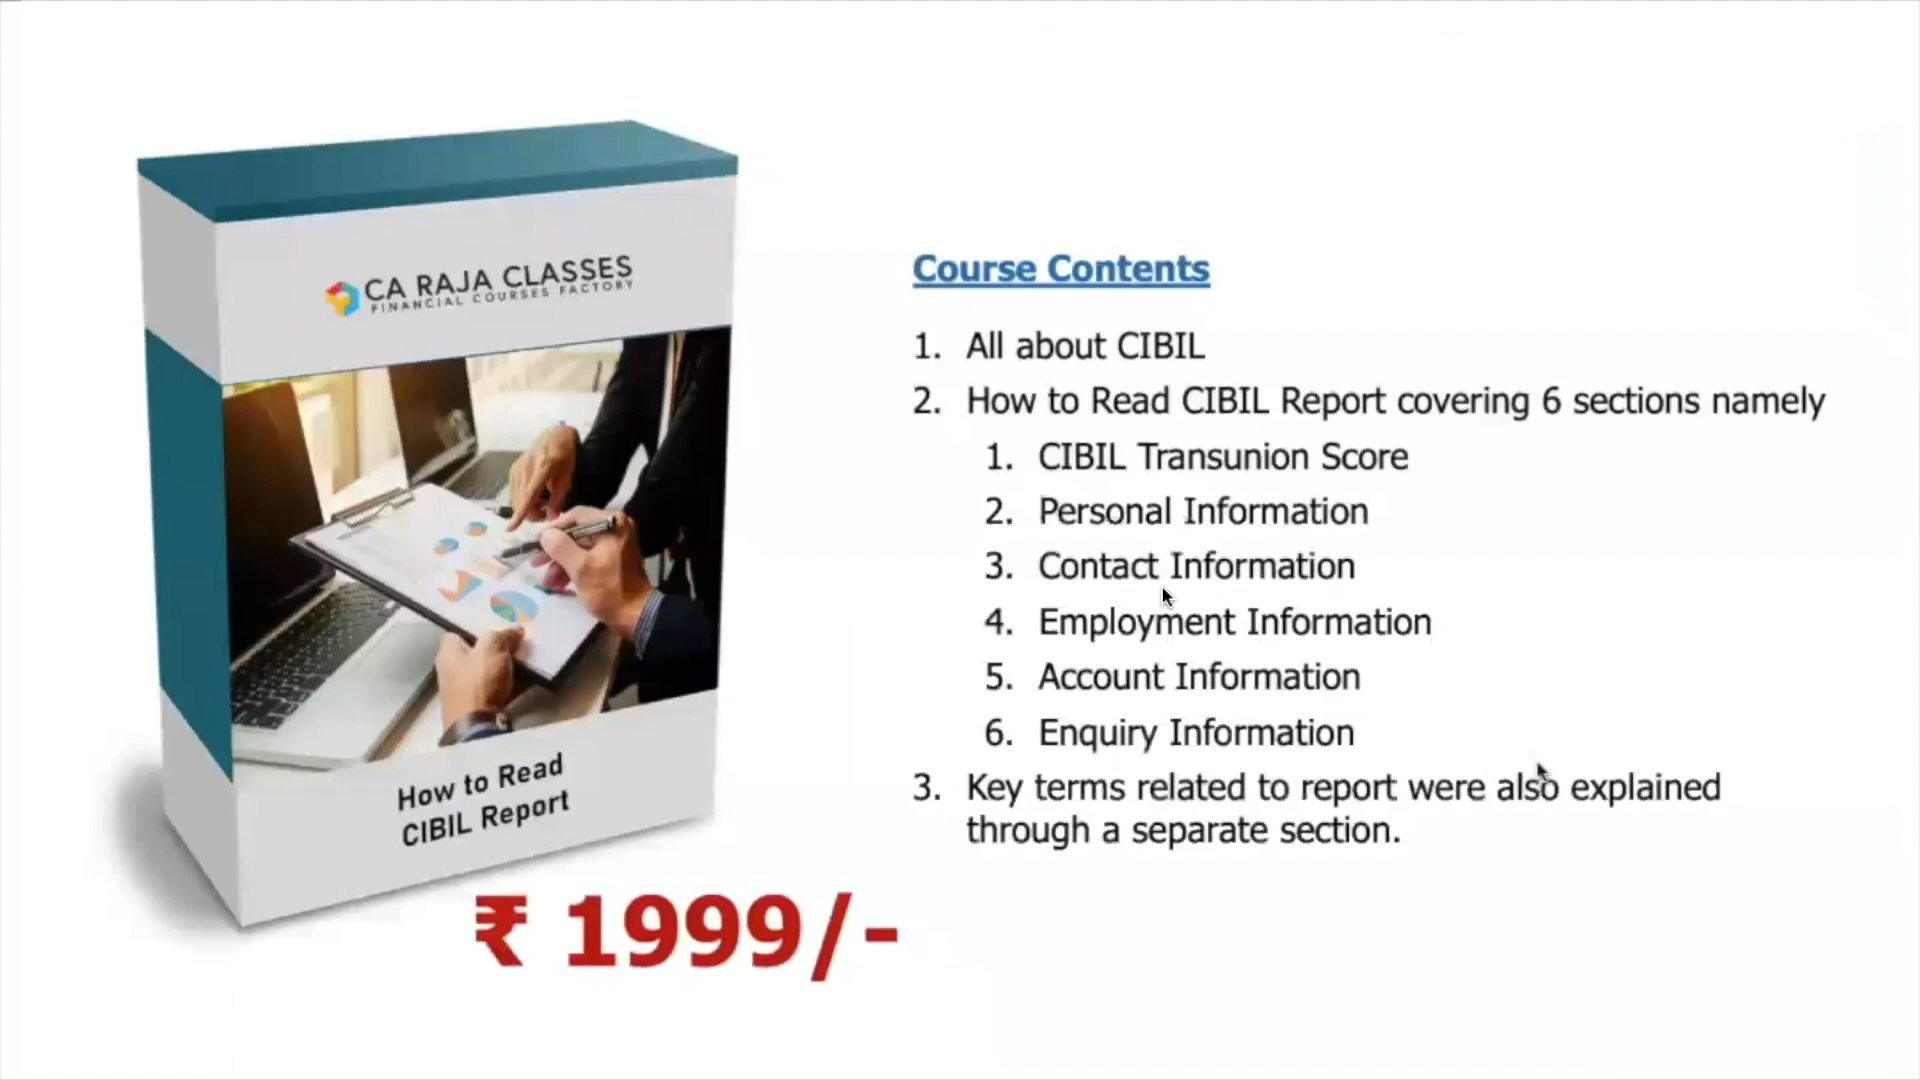 CA RAJA CLASSES
FINANCIAL COURSES FACTORY
How to Read
CIBIL Report
₹ 1999/-
Course Contents
1. All about CIBIL
2. How to Read CIBIL Report covering 6 sections namely
1. CIBIL Transunion Score
2. Personal Information
3. Contact Information
4. Employment Information
5. Account Information
6. Enquiry Information
3. Key terms related to report were also explained
through a separate section.